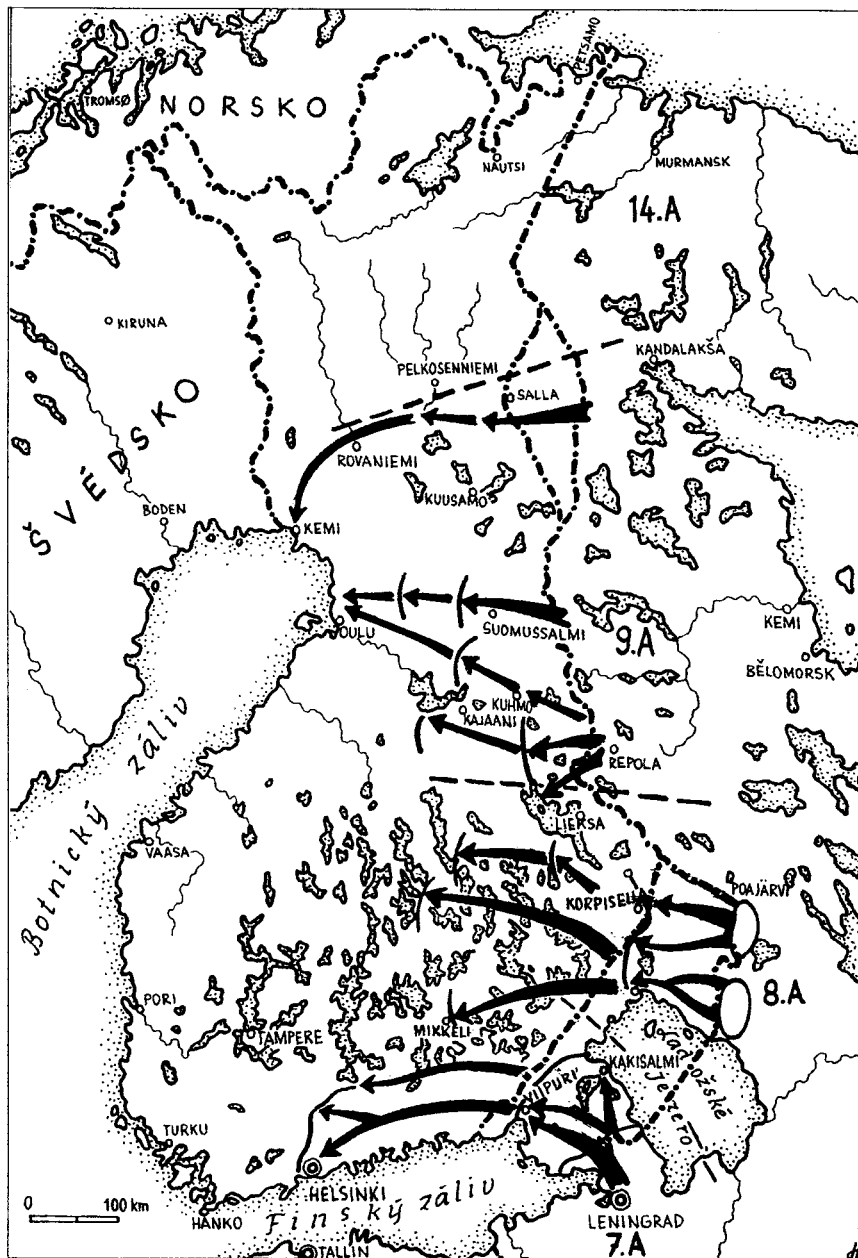 PETSAMO
TROMSØ
NORSKO
NAUTSI
MURMANSK
14.A
KIRUNA
KANDALAKŠA
PELKOSENNIEMI
SALLA
ŠVÉDSKO
ROVANIEMI
KUUSAMO
BODEN
KEMI
SUOMUSSALMI
KEMI
OULU
9.A
BĚLOMORSK
KUHMO
KAJAANI
REPOLA
Botnický záliv
LIEKSA
VAASA
KORPISELKÄ
POAJÄRVI
8.A
PORI
TAMPERE
MIKKELI
Ladožské
jezero
KAKISALMI
VIIPURI
TURKU
HELSINKI
HANKO
Finský záliv
LENINGRAD
0 100 km
TALLIN
7.A